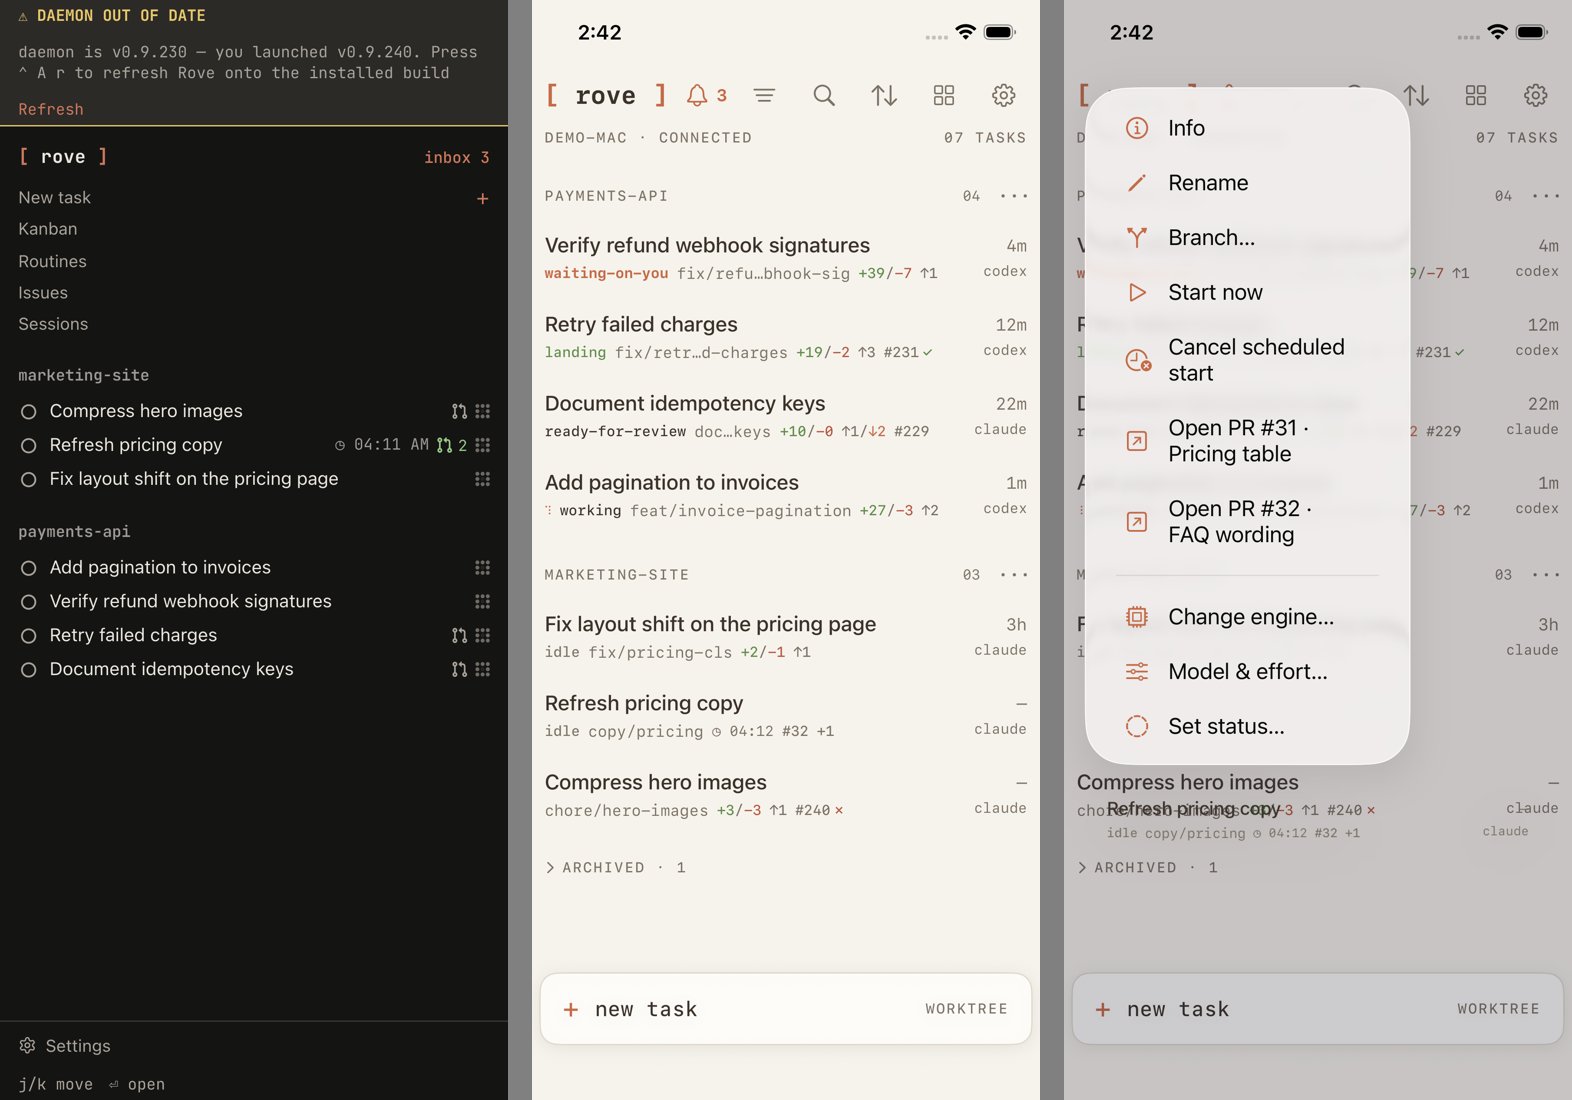 ⚠ DAEMON OUT OF DATE
daemon is v0.9.230 — you launched v0.9.240. Press
^ A r to refresh Rove onto the installed build
Refresh
[ rove ] inbox 3
New task +
Kanban
Routines
Issues
Sessions
marketing-site
Compress hero images
Refresh pricing copy ◷ 04:11 AM 2
Fix layout shift on the pricing page
payments-api
Add pagination to invoices
Verify refund webhook signatures
Retry failed charges
Document idempotency keys
Settings
j/k move ⏎ open
2:42
[ rove ] 3
DEMO-MAC · CONNECTED 07 TASKS
PAYMENTS-API 04 ···
Verify refund webhook signatures 4m
waiting-on-you fix/refu…bhook-sig +39/−7 ↑1 codex
Retry failed charges 12m
landing fix/retr…d-charges +19/−2 ↑3 #231 ✓ codex
Document idempotency keys 22m
ready-for-review doc…keys +10/−0 ↑1/↓2 #229 claude
Add pagination to invoices 1m
working feat/invoice-pagination +27/−3 ↑2 codex
MARKETING-SITE 03 ···
Fix layout shift on the pricing page 3h
idle fix/pricing-cls +2/−1 ↑1 claude
Refresh pricing copy —
idle copy/pricing ◷ 04:12 #32 +1 claude
Compress hero images —
chore/hero-images +3/−3 ↑1 #240 × claude
> ARCHIVED · 1
+ new task WORKTREE
2:42
[
07 TASKS
04 ···
4m
9/−7 ↑1 codex
12m
#231 ✓ codex
22m
2 #229 claude
1m
7/−3 ↑2 codex
03 ···
3h
claude
Info
Rename
Branch…
Start now
Cancel scheduled
start
Open PR #31 ·
Pricing table
Open PR #32 ·
FAQ wording
Change engine…
Model & effort…
Set status…
Compress hero images —
Refresh pricing copy
−3 ↑1 #240 × claude
idle copy/pricing ◷ 04:12 #32 +1 claude
> ARCHIVED · 1
+ new task WORKTREE